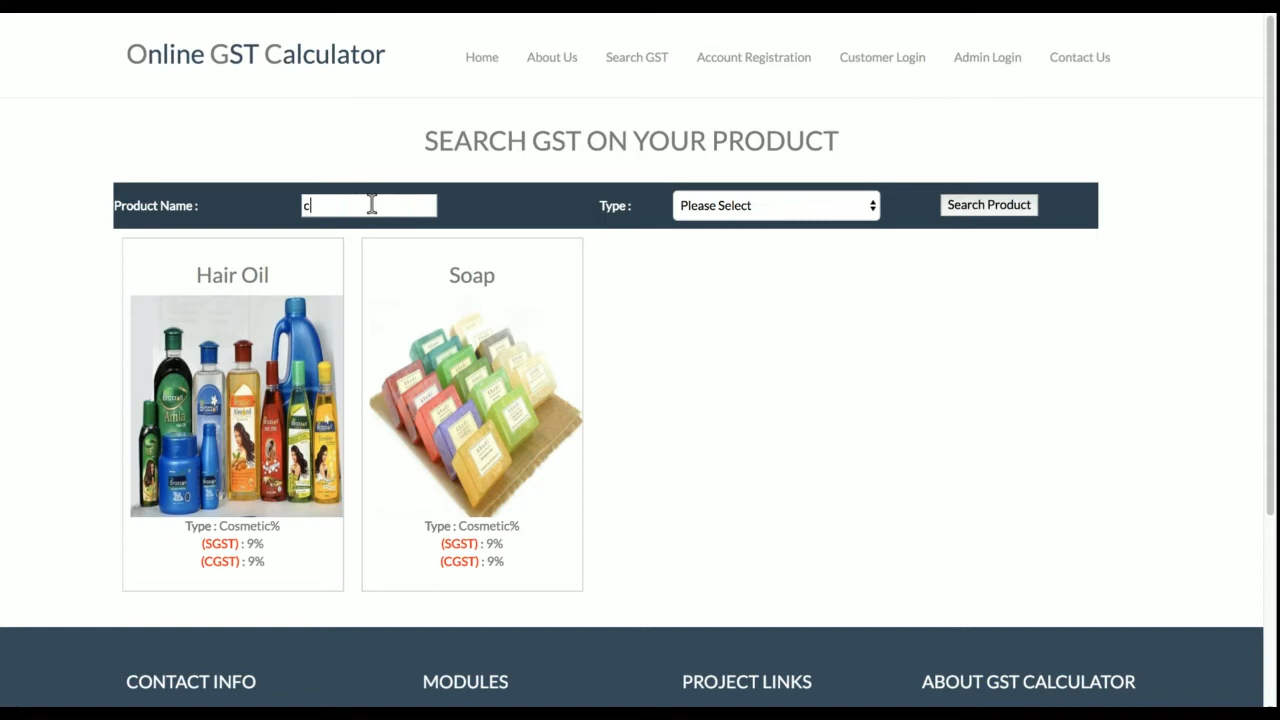 Online GST Calculator
Home About Us Search GST Account Registration Customer Login Admin Login Contact Us
SEARCH GST ON YOUR PRODUCT
Product Name : c Type : Please Select Search Product
Hair Oil
Type : Cosmetic%
(SGST) : 9%
(CGST) : 9%
Soap
Type : Cosmetic%
(SGST) : 9%
(CGST) : 9%
CONTACT INFO MODULES PROJECT LINKS ABOUT GST CALCULATOR